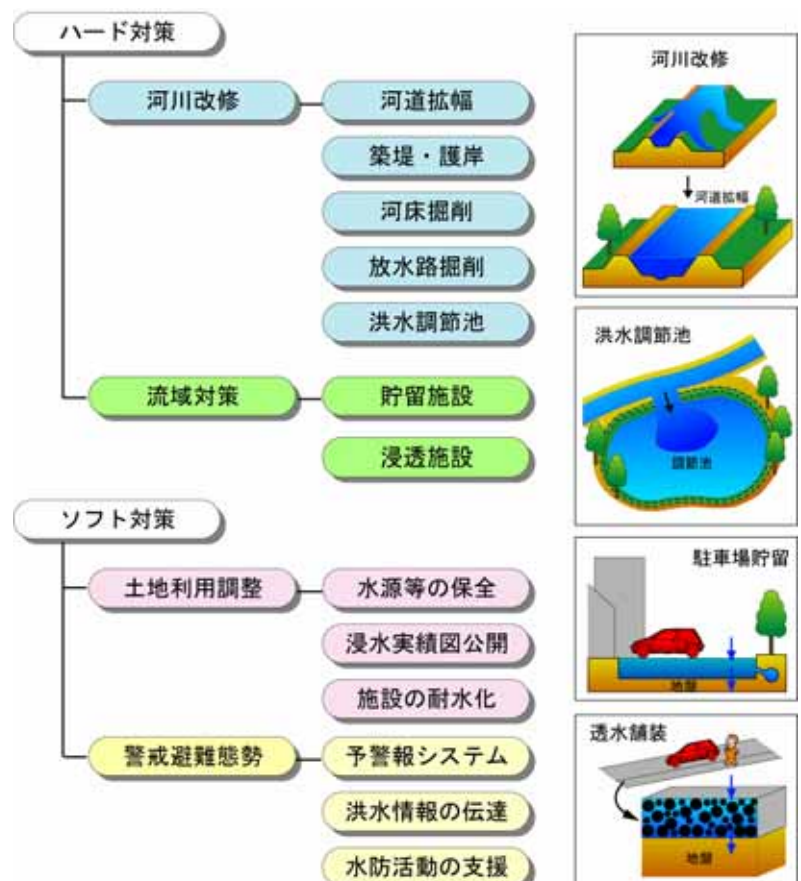 ハード対策
河川改修
河道拡幅
築堤・護岸
河床掘削
放水路掘削
洪水調節池
流域対策
貯留施設
浸透施設
ソフト対策
土地利用調整
水源等の保全
浸水実績図公開
施設の耐水化
警戒避難態勢
予警報システム
洪水情報の伝達
水防活動の支援
河川改修
河道拡幅
洪水調節池
調節池
駐車場貯留
地盤
透水舗装
地盤